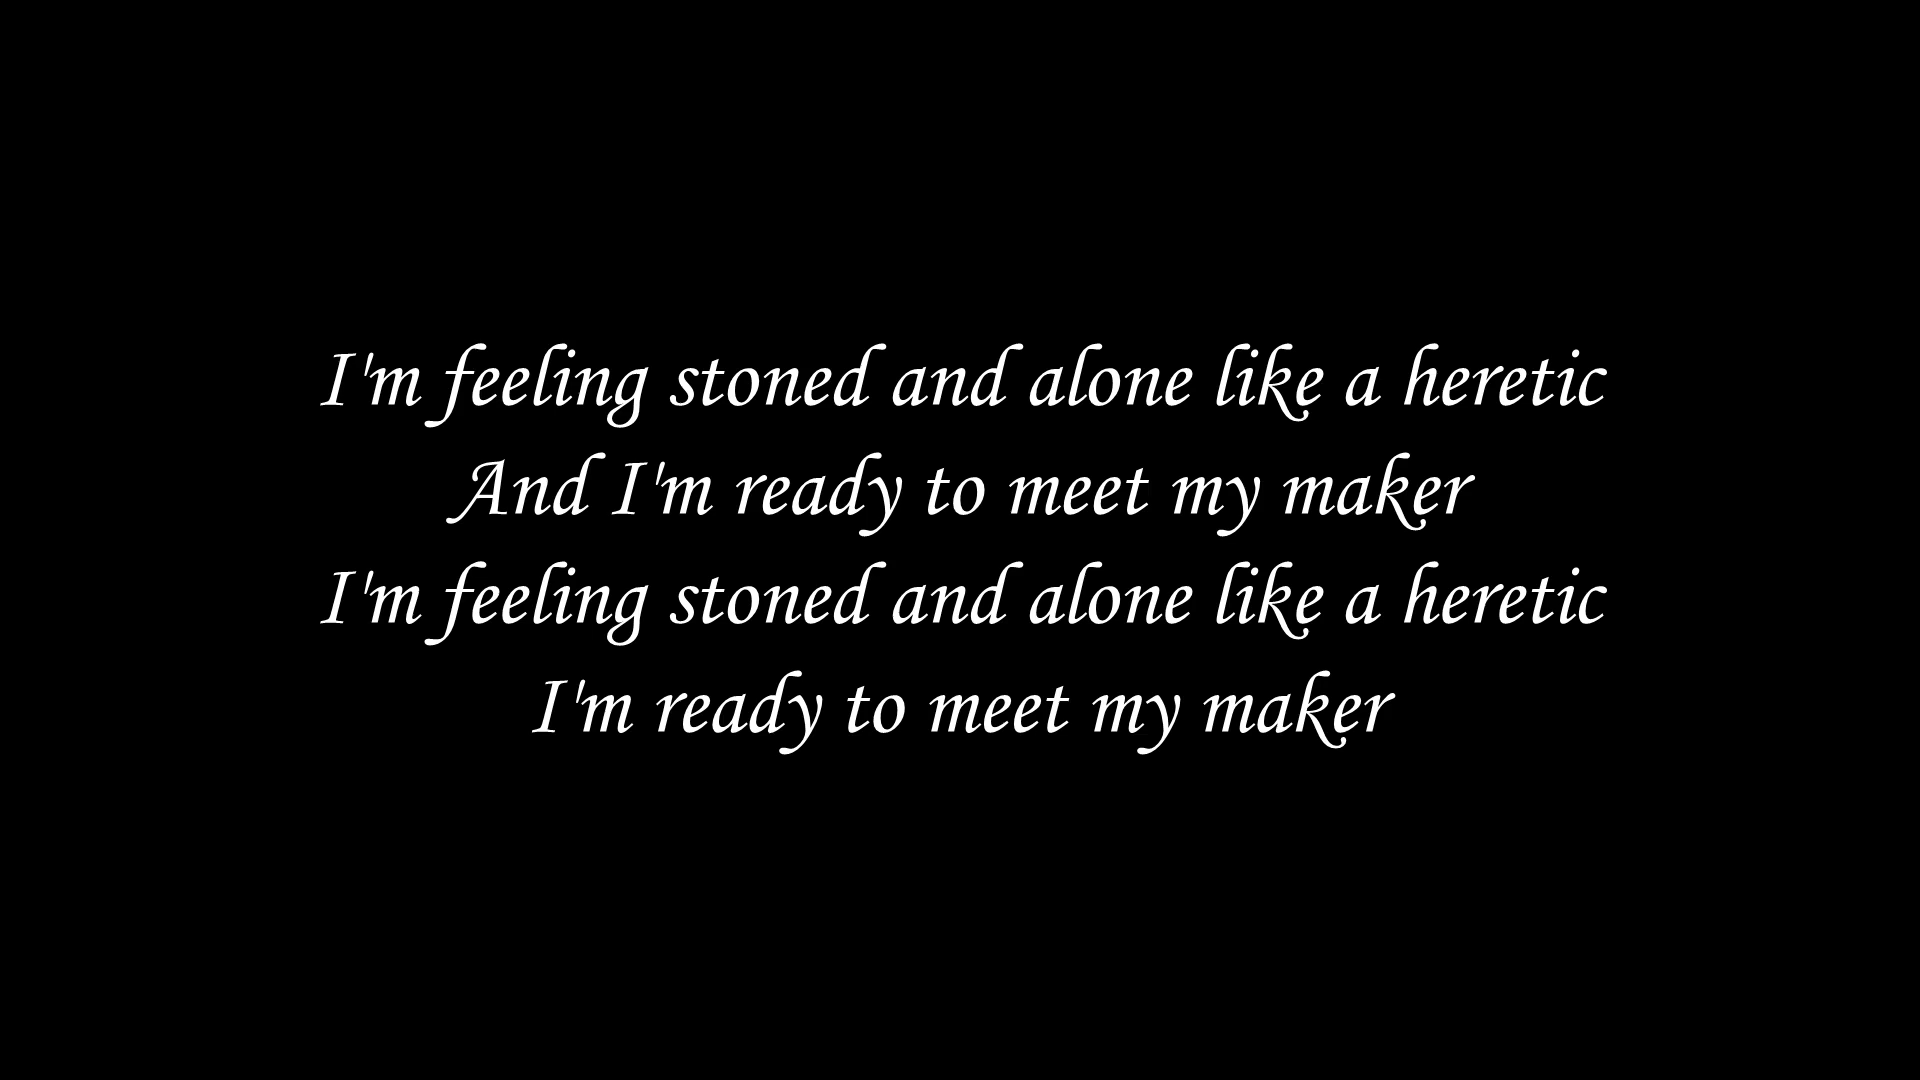 I'm feeling stoned and alone like a heretic
And I'm ready to meet my maker
I'm feeling stoned and alone like a heretic
I'm ready to meet my maker